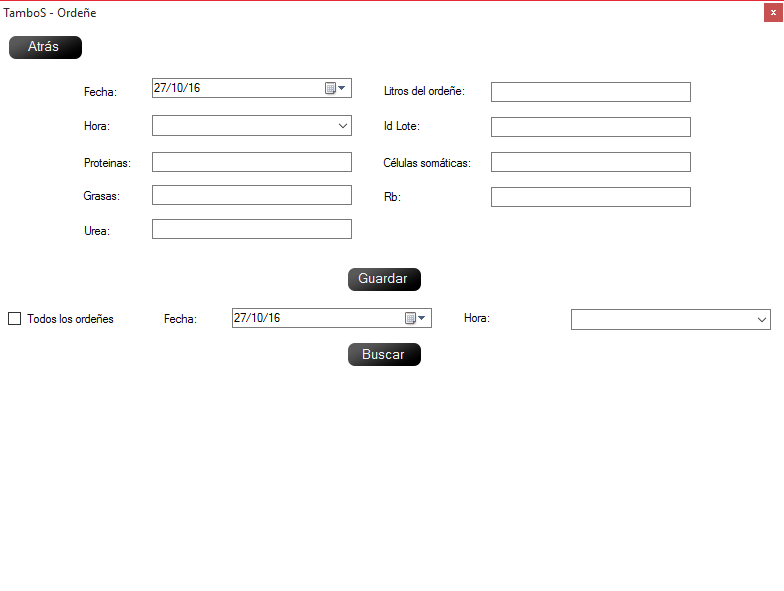 TamboS - Ordeñe
x
Atrás
Fecha: 27/10/16 Litros del ordeñe:
Hora: Id Lote:
Proteinas: Células somáticas:
Grasas: Rb:
Urea:
Guardar
Todos los ordeñes Fecha: 27/10/16 Hora:
Buscar